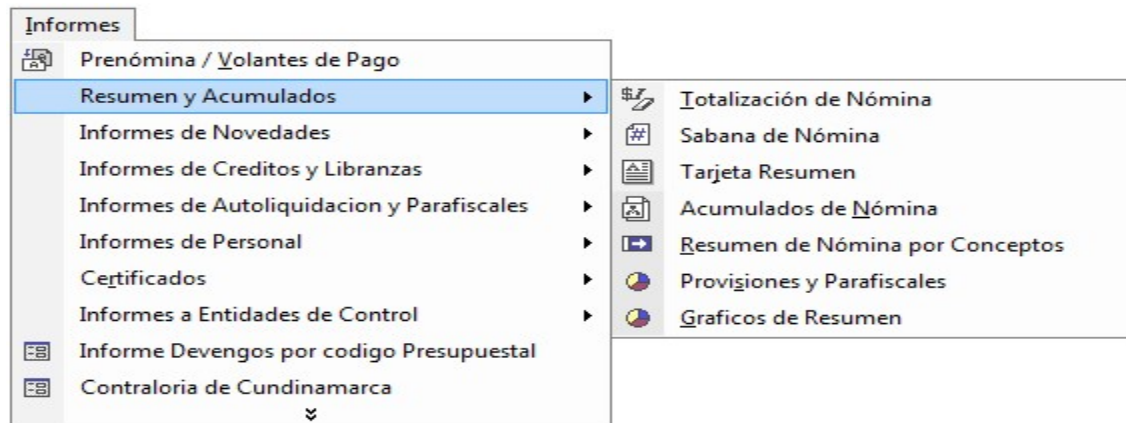 Informes
Prenómina / Volantes de Pago
Resumen y Acumulados
Informes de Novedades
Informes de Creditos y Libranzas
Informes de Autoliquidacion y Parafiscales
Informes de Personal
Certificados
Informes a Entidades de Control
Informe Devengos por codigo Presupuestal
Contraloria de Cundinamarca
Totalización de Nómina
Sabana de Nómina
Tarjeta Resumen
Acumulados de Nómina
Resumen de Nómina por Conceptos
Provisiones y Parafiscales
Graficos de Resumen